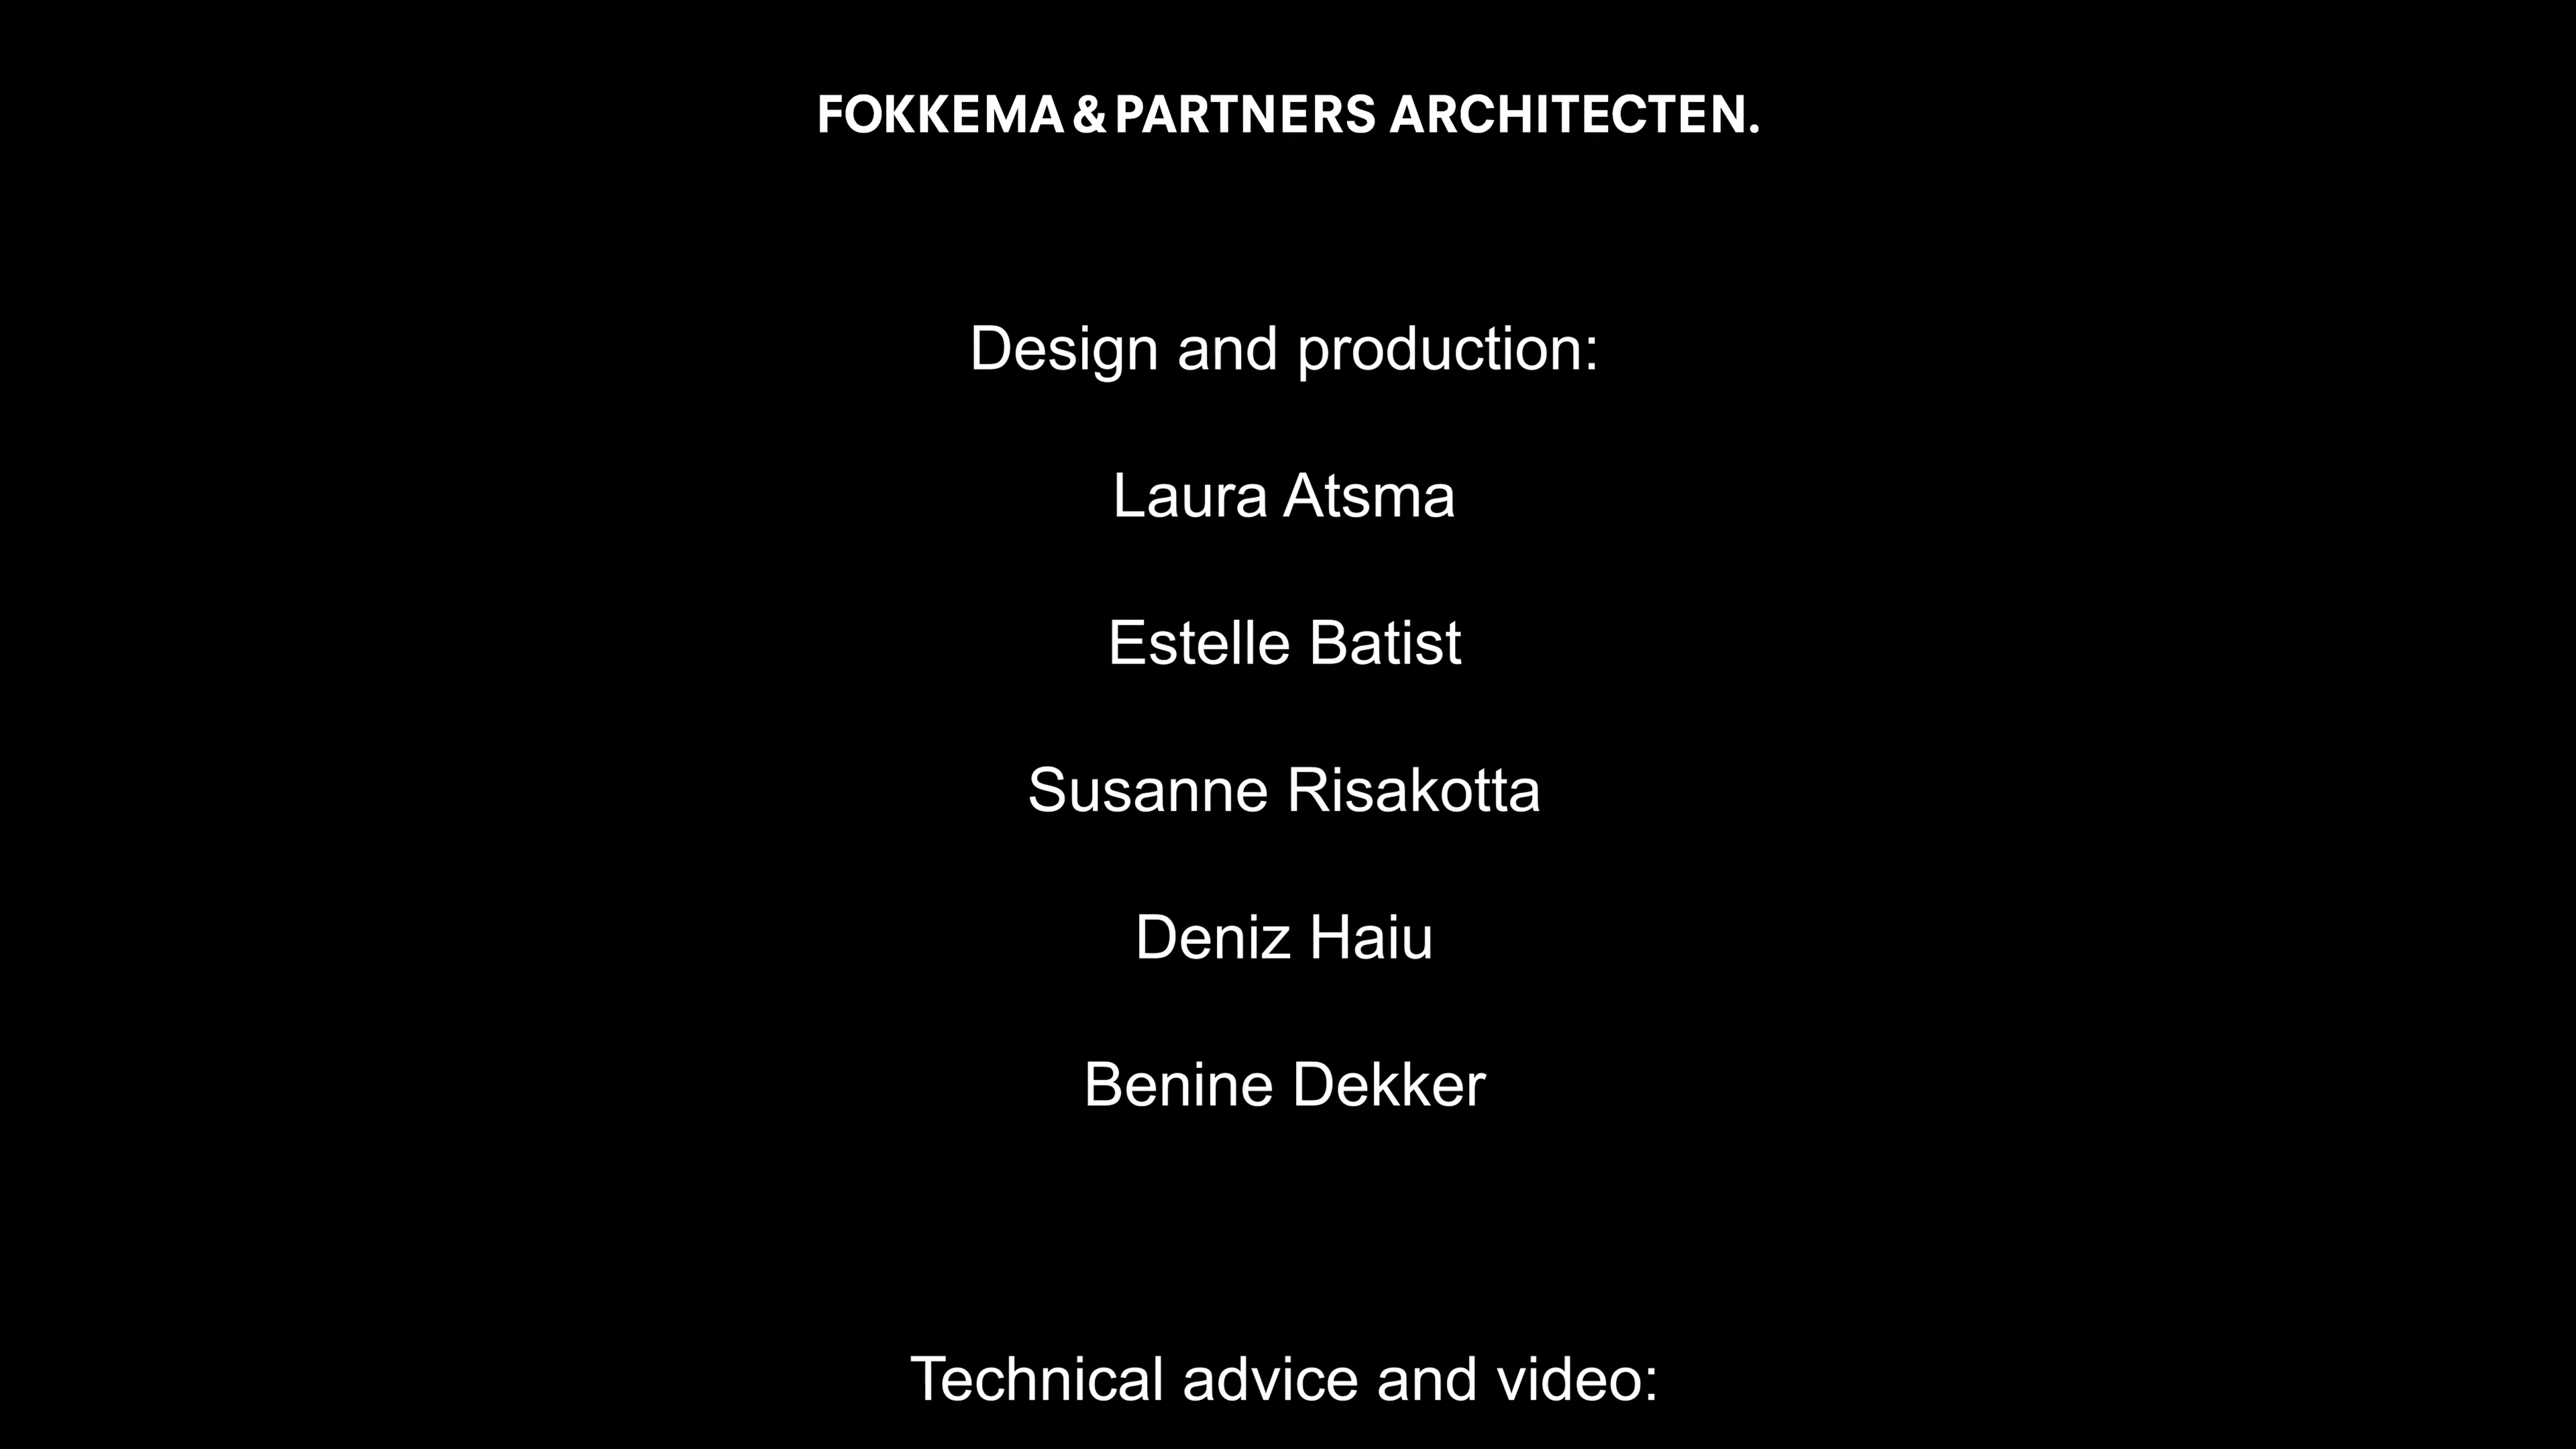 FOKKEMA & PARTNERS ARCHITECTEN.
Design and production:
Laura Atsma
Estelle Batist
Susanne Risakotta
Deniz Haiu
Benine Dekker
Technical advice and video: